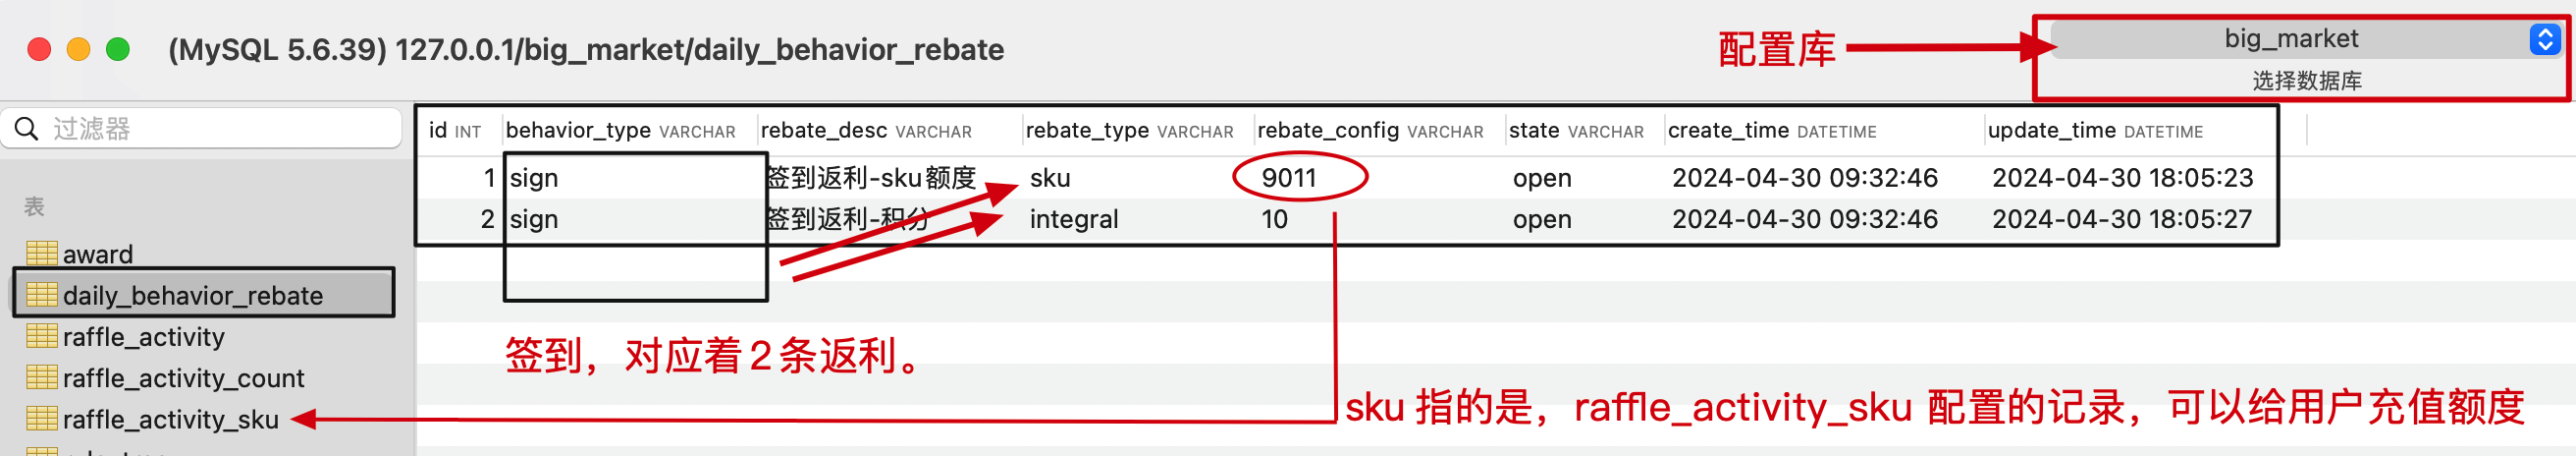 (MySQL 5.6.39) 127.0.0.1/big_market/daily_behavior_rebate
配置库
big_market
选择数据库
过滤器
id INT behavior_type VARCHAR rebate_desc VARCHAR rebate_type VARCHAR rebate_config VARCHAR state VARCHAR create_time DATETIME update_time DATETIME
1 sign 签到返利-sku额度 sku 9011 open 2024-04-30 09:32:46 2024-04-30 18:05:23
2 sign 签到返利-积分 integral 10 open 2024-04-30 09:32:46 2024-04-30 18:05:27
表
award
daily_behavior_rebate
raffle_activity
raffle_activity_count
raffle_activity_sku
签到，对应着2条返利。
sku 指的是，raffle_activity_sku 配置的记录，可以给用户充值额度